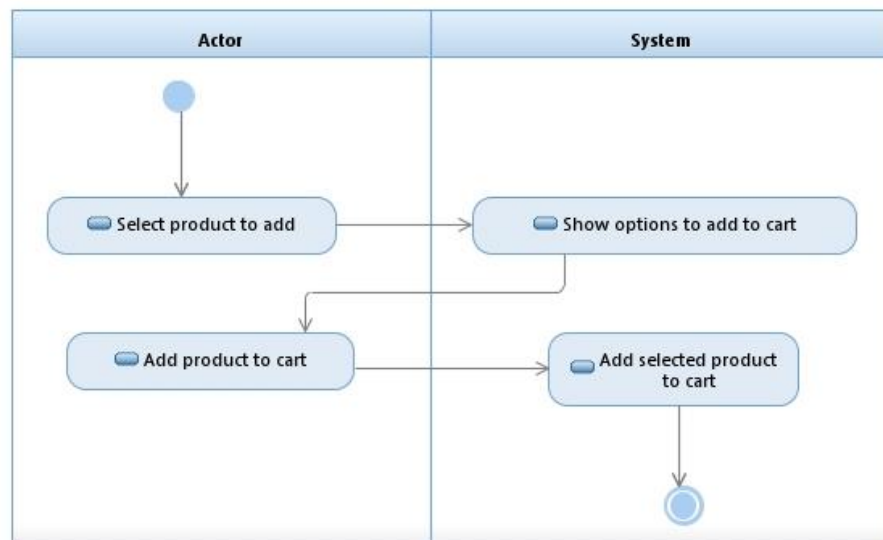 Actor
System
Select product to add
Show options to add to cart
Add product to cart
Add selected product
to cart